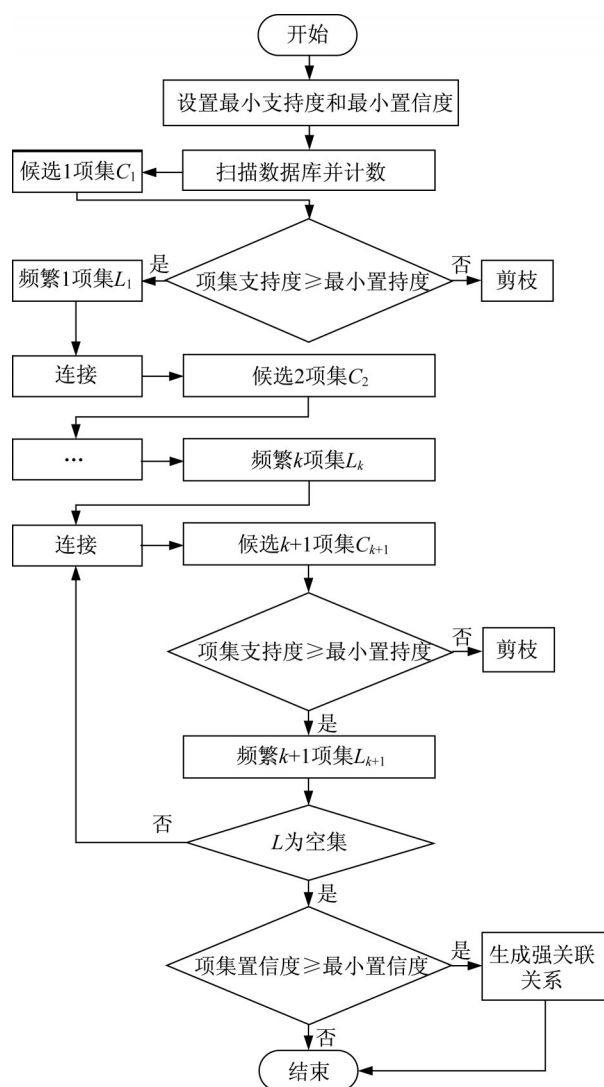 开始
设置最小支持度和最小置信度
候选1项集C₁
扫描数据库并计数
项集支持度≥最小置持度
是
否
频繁1项集L₁
剪枝
连接
候选2项集C₂
…
频繁k项集Lₖ
连接
候选k+1项集Cₖ₊₁
项集支持度≥最小置持度
否
剪枝
是
频繁k+1项集Lₖ₊₁
否
L为空集
是
项集置信度≥最小置信度
是
生成强关联
关系
否
结束